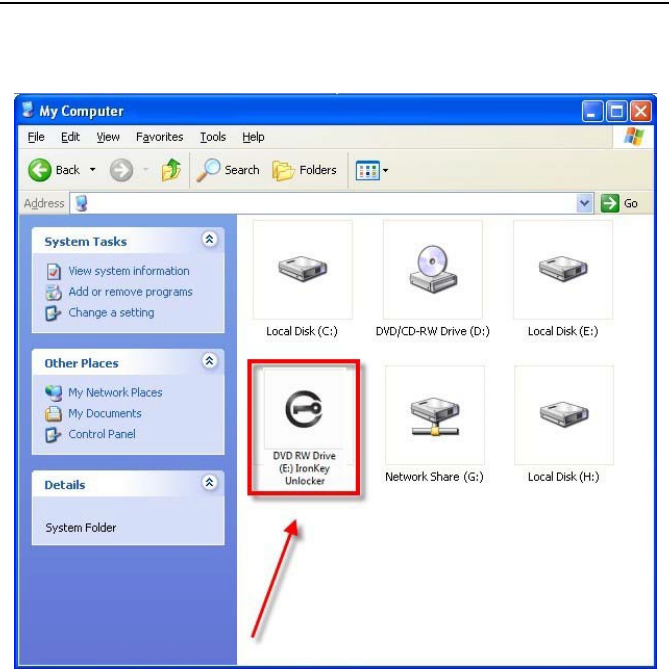 My Computer
File Edit View Favorites Tools Help
Back Search Folders
Address Go
System Tasks
View system information
Add or remove programs
Change a setting
Other Places
My Network Places
My Documents
Control Panel
Details
System Folder
Local Disk (C:) DVD/CD-RW Drive (D:) Local Disk (E:)
DVD RW Drive
(E:) IronKey
Unlocker
Network Share (G:) Local Disk (H:)